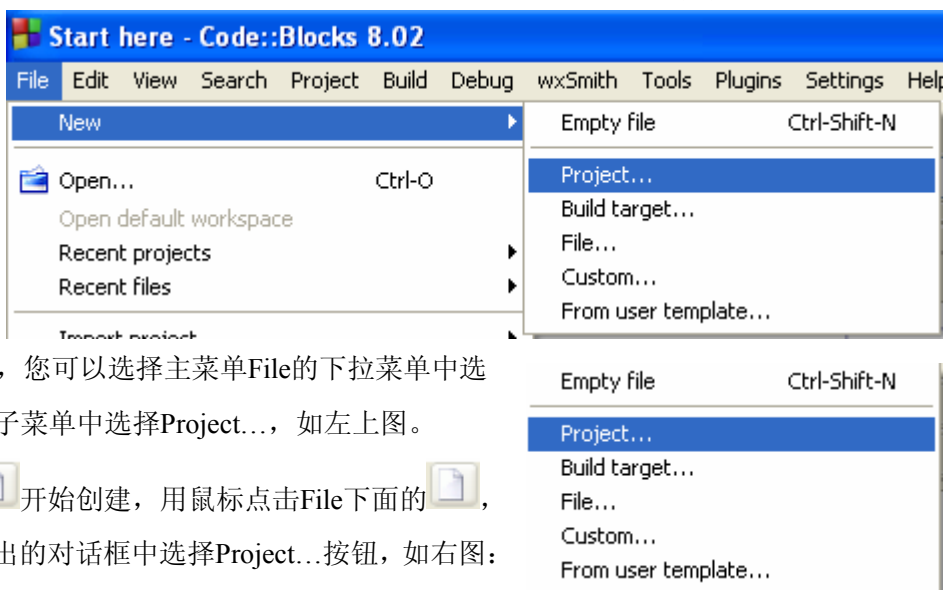 Start here - Code::Blocks 8.02
File Edit View Search Project Build Debug wxSmith Tools Plugins Settings Help
New
Empty file Ctrl-Shift-N
Open... Ctrl-O
Project...
Open default workspace
Build target...
Recent projects
File...
Recent files
Custom...
Import project
From user template...
，您可以选择主菜单File的下拉菜单中选
子菜单中选择Project…，如左上图。
开始创建，用鼠标点击File下面的 ，
出的对话框中选择Project…按钮，如右图：
Empty file Ctrl-Shift-N
Project...
Build target...
File...
Custom...
From user template...